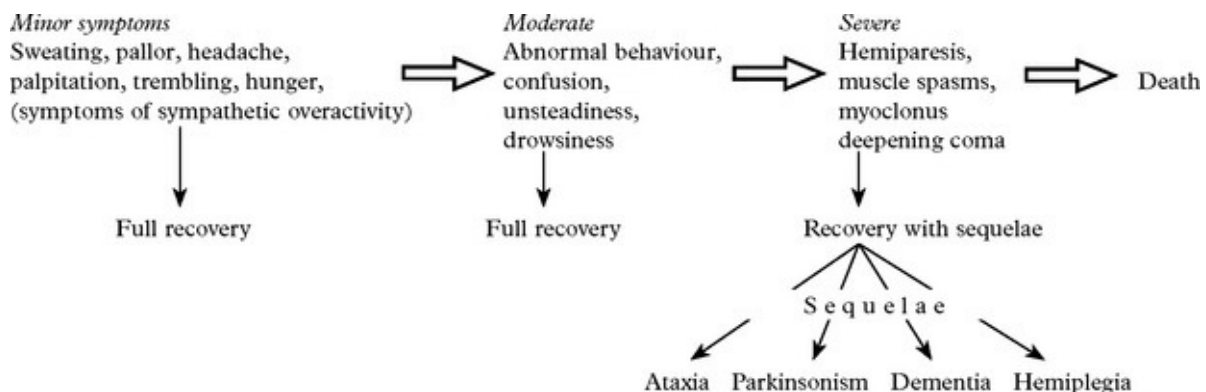 Minor symptoms
Sweating, pallor, headache,
palpitation, trembling, hunger,
(symptoms of sympathetic overactivity)
Moderate
Abnormal behaviour,
confusion,
unsteadiness,
drowsiness
Severe
Hemiparesis,
muscle spasms,
myoclonus
deepening coma
Death
Full recovery
Full recovery
Recovery with sequelae
Sequelae
Ataxia
Parkinsonism
Dementia
Hemiplegia